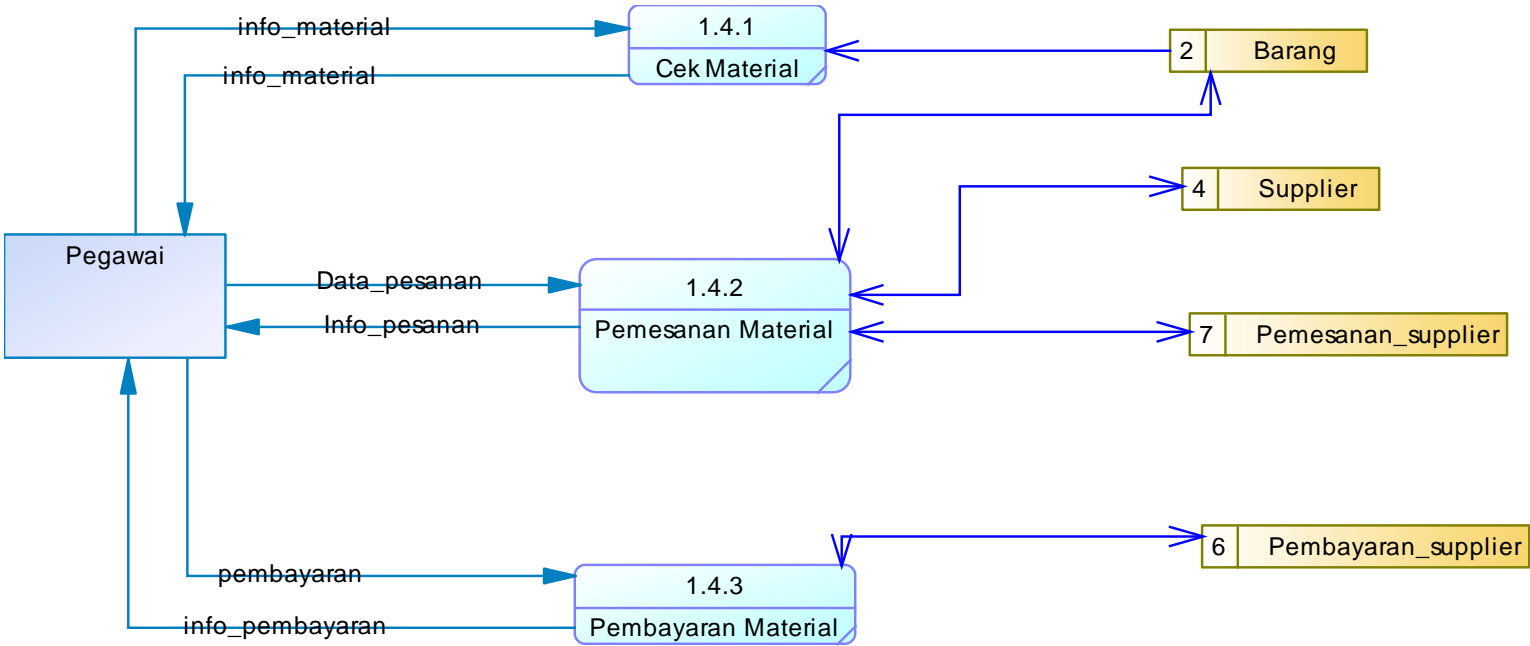 info_material
1.4.1
Cek Material
2 Barang
info_material
4 Supplier
Pegawai
Data_pesanan
1.4.2
Info_pesanan
Pemesanan Material
7 Pemesanan_supplier
6 Pembayaran_supplier
pembayaran
1.4.3
info_pembayaran
Pembayaran Material